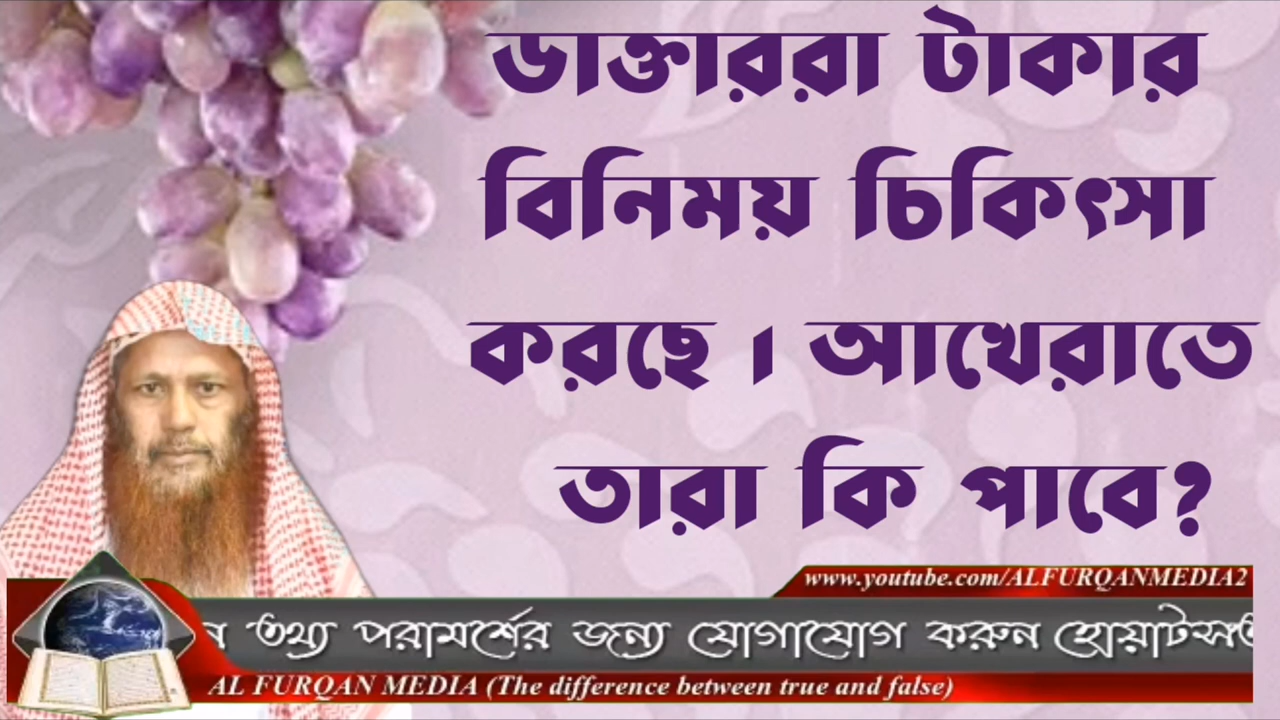 ডাক্তাররা টাকার
বিনিময় চিকিৎসা
করছে । আখেরাতে
তারা কি পাবে?
www.youtube.com/ALFURQANMEDIA2
তথ্য পরামর্শের জন্য যোগাযোগ করুন
AL FURQAN MEDIA (The difference between true and false)